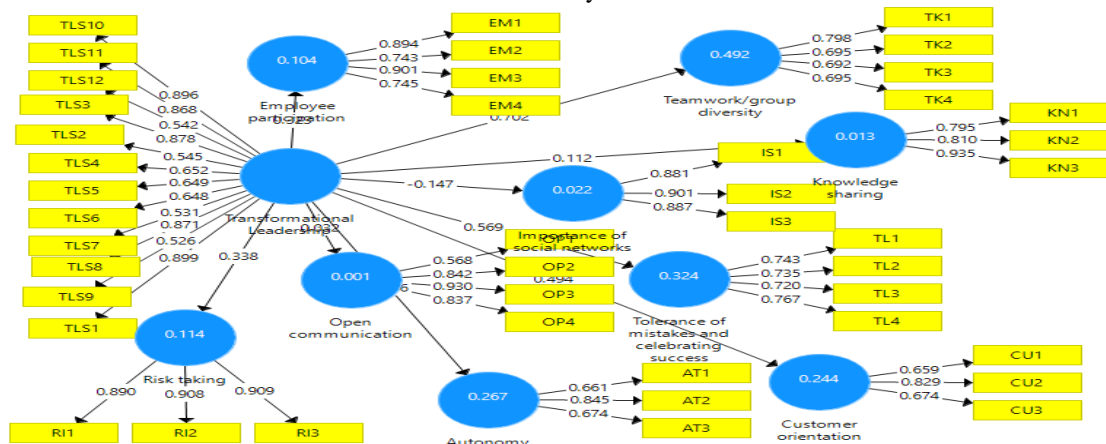 TLS10
TLS11
TLS12
TLS3
TLS2
TLS4
TLS5
TLS6
TLS7
TLS8
TLS9
TLS1
0.896
0.868
0.542
0.878
0.545
0.652
0.649
0.648
0.531
0.871
0.526
0.899
0.104
Employee
participation
0.894
0.743
0.901
0.745
EM1
EM2
EM3
EM4
0.702
0.492
Teamwork/group
diversity
0.798
0.695
0.692
0.695
TK1
TK2
TK3
TK4
0.112
0.013
Knowledge
sharing
0.795
0.810
0.935
KN1
KN2
KN3
Transformational
Leadership
-0.147
0.022
Importance of
social networks
0.881
0.901
0.887
IS1
IS2
IS3
0.338
0.114
Risk taking
0.890
0.908
0.909
RI1
RI2
RI3
0.001
Open
communication
0.568
0.842
0.930
0.837
OP2
OP3
OP4
0.569
0.324
Tolerance of
mistakes and
celebrating
success
0.743
0.735
0.720
0.767
TL1
TL2
TL3
TL4
0.494
0.267
Autonomy
0.661
0.845
0.674
AT1
AT2
AT3
0.244
Customer
orientation
0.659
0.829
0.674
CU1
CU2
CU3